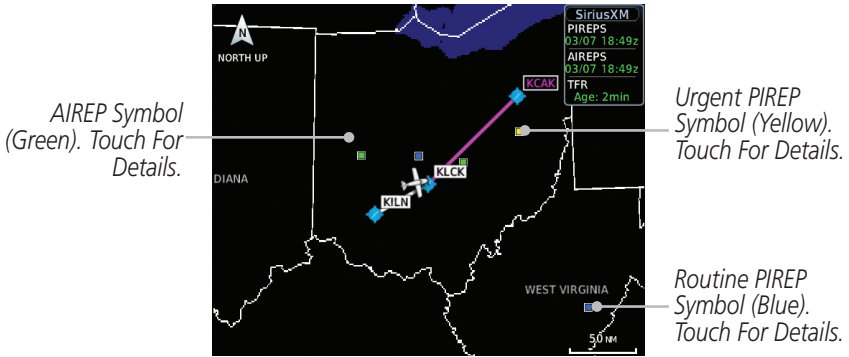 N
NORTH UP
SiriusXM
PIREPS
03/07 18:49z
AIREPS
03/07 18:49z
TFR
Age: 2min
KCAK
AIREP Symbol
(Green). Touch For
Details.
Urgent PIREP
Symbol (Yellow).
Touch For Details.
DIANA
KLCK
KILN
WEST VIRGINIA
Routine PIREP
Symbol (Blue).
Touch For Details.
50 NM